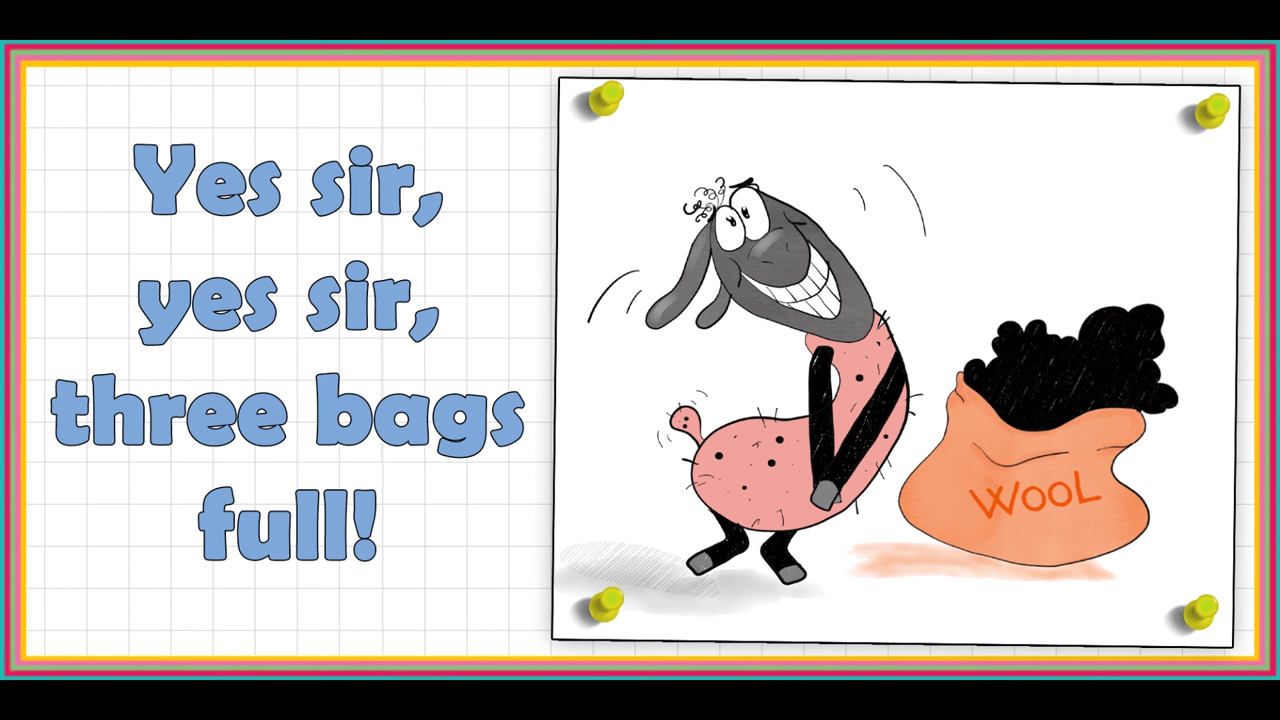 Yes sir,
yes sir,
three bags
full!
WOOL